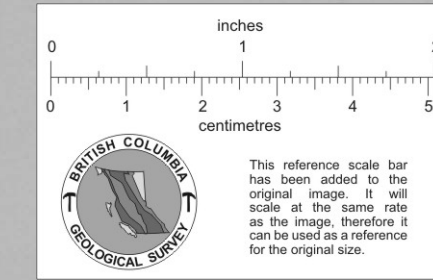 inches
0 1
0 1 2 3 4 5
centimetres
BRITISH COLUMBIA
GEOLOGICAL SURVEY
This reference scale bar
has been added to the
original image. It will
scale at the same rate
as the image, therefore it
can be used as a reference
for the original size.